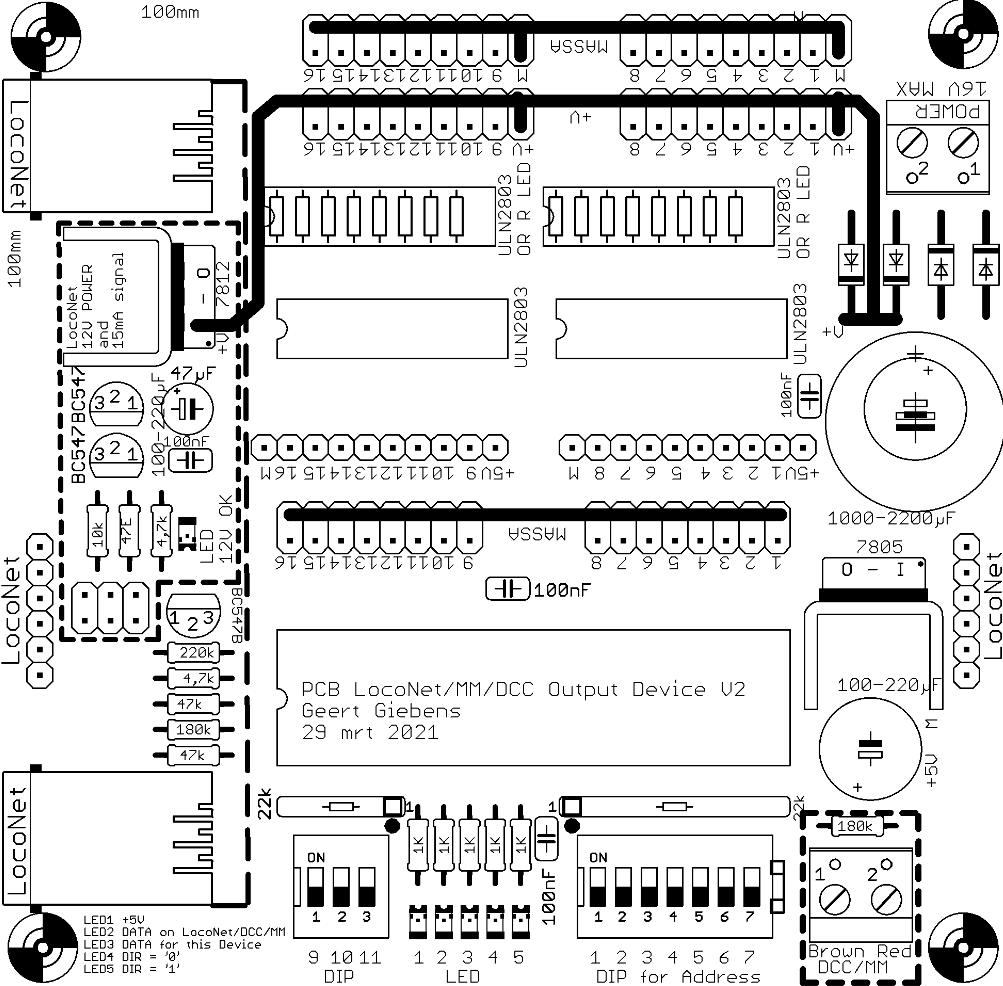 100mm
MASSA
16 15 14 13 12 11 10 9 M
8 7 6 5 4 3 2 1 M
+V
16 15 14 13 12 11 10 9 +V
8 7 6 5 4 3 2 1 +V
16V MAX
POWER
2 1
LocoNet
100mm
ULN2803
OR R LED
ULN2803
OR R LED
LocoNet
12V POWER
and
15mA signal
+V
7812
O -
ULN2803
ULN2803
+V
BC547
BC547
3 2 1
3 2 1
47µF
+
100-220µF
100nF
100nF
+
1000-2200µF
16M 15 14 13 12 11 10 +5V9
M 8 7 6 5 4 3 2 +5V1
10k
47E
4,7k
LED
12V OK
MASSA
16 15 14 13 12 11 10 9
8 7 6 5 4 3 2 1
100nF
7805
O - I
LocoNet
LocoNet
BC547B
1 2 3
220k
4,7k
47k
180k
47k
PCB LocoNet/MM/DCC Output Device V2
Geert Giebens
29 mrt 2021
100-220µF
M
+5V
+
LocoNet
22k
1
1
22k
1K 1K 1K 1K 1K
100nF
180k
ON
1 2 3
ON
1 2 3 4 5 6 7
1 2
Brown Red
DCC/MM
LED1 +5V
LED2 DATA on LocoNet/DCC/MM
LED3 DATA for this Device
LED4 DIR = '0'
LED5 DIR = '1'
9 10 11
DIP
1 2 3 4 5
LED
1 2 3 4 5 6 7
DIP for Address